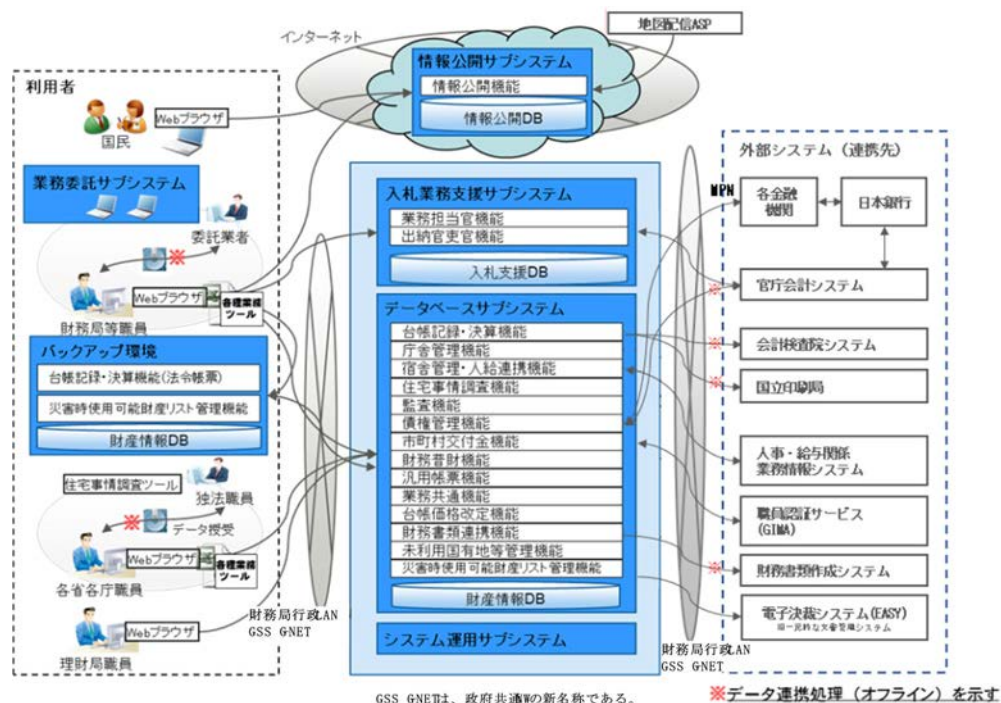 地図配信ASP
インターネット
情報公開サブシステム
情報公開機能
情報公開DB
利用者
Webブラウザ
国民
業務委託サブシステム
委託業者
※
Webブラウザ
各種業務
ツール
財務局等職員
バックアップ環境
台帳記録・決算機能(法令帳票)
災害時使用可能財産リスト管理機能
財産情報DB
住宅事情調査ツール
独法職員
※
データ授受
Webブラウザ
各種業務
ツール
各省各庁職員
Webブラウザ
理財局職員
入札業務支援サブシステム
業務担当官機能
出納官吏官機能
入札支援DB
データベースサブシステム
台帳記録・決算機能
庁舎管理機能
宿舎管理・人給連携機能
住宅事情調査機能
監査機能
債権管理機能
市町村交付金機能
財務普財機能
汎用帳票機能
業務共通機能
台帳価格改定機能
財務書類連携機能
未利用国有地等管理機能
災害時使用可能財産リスト管理機能
財産情報DB
システム運用サブシステム
財務局行政LAN
GSS G-NET
財務局行政LAN
GSS G-NET
外部システム（連携先）
MPN
各金融
機関
日本銀行
※
官庁会計システム
※
会計検査院システム
※
国立印刷局
人事・給与関係
業務情報システム
職員認証サービス
(GIMA)
※
財務書類作成システム
電子決裁システム(EASY)
GSS G-NETは、政府共通NWの新名称である。
※データ連携処理（オフライン）を示す